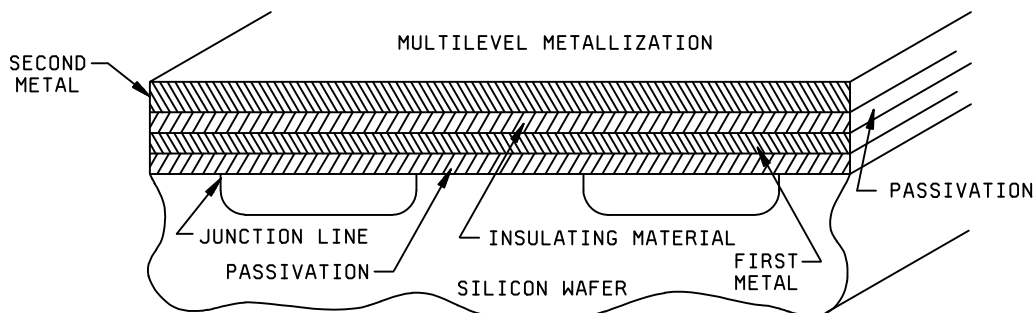 MULTILEVEL METALLIZATION
SECOND
METAL
PASSIVATION
JUNCTION LINE
INSULATING MATERIAL
PASSIVATION
FIRST
METAL
SILICON WAFER